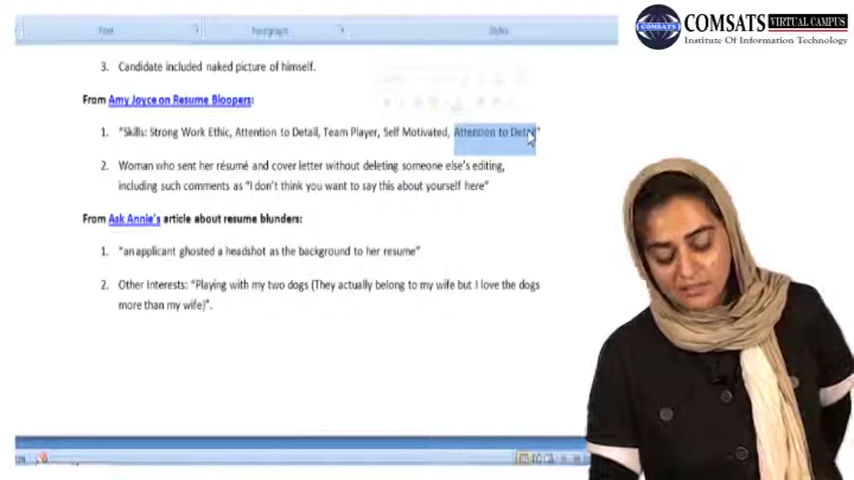 Font
Paragraph
Styles
COMSATS VIRTUAL CAMPUS
Institute Of Information Technology
3. Candidate included naked picture of himself.
From Amy Joyce on Resume Bloopers:
1. "Skills: Strong Work Ethic, Attention to Detail, Team Player, Self Motivated, Attention to Detail"
2. Woman who sent her résumé and cover letter without deleting someone else's editing,
including such comments as "I don't think you want to say this about yourself here"
From Ask Annie's article about resume blunders:
1. "an applicant ghosted a headshot as the background to her resume"
2. Other Interests: "Playing with my two dogs (They actually belong to my wife but I love the dogs
more than my wife)".